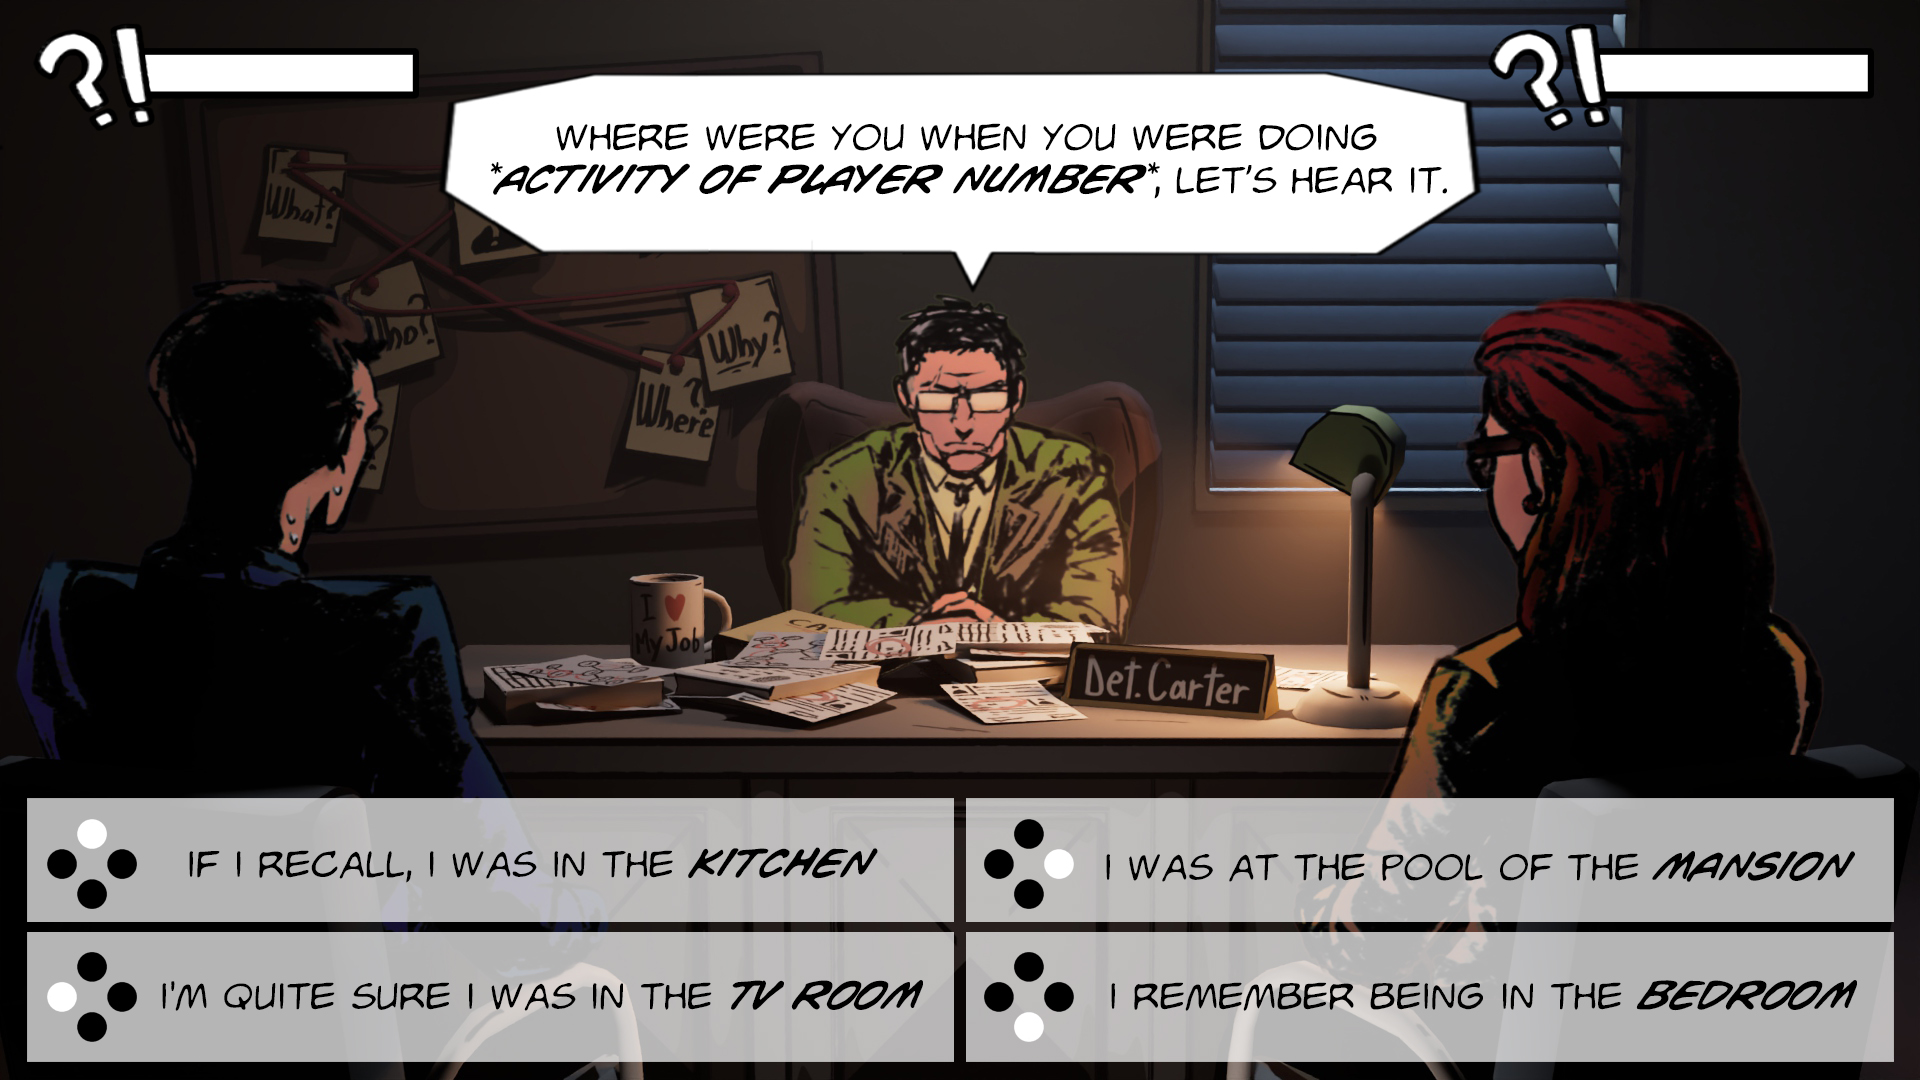 ?!
?!
WHERE WERE YOU WHEN YOU WERE DOING
*ACTIVITY OF PLAYER NUMBER*, LET'S HEAR IT.
What?
Who?
Why?
Where?
I ♥
My Job
Det. Carter
IF I RECALL, I WAS IN THE KITCHEN
I WAS AT THE POOL OF THE MANSION
I'M QUITE SURE I WAS IN THE TV ROOM
I REMEMBER BEING IN THE BEDROOM